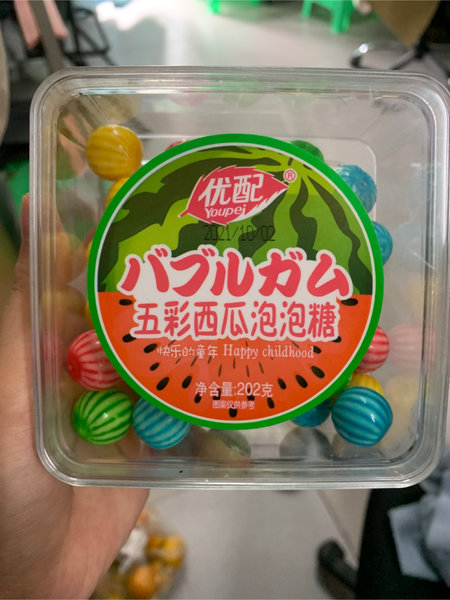 优配®
Youpei
2021/10/02
バブルガム
五彩西瓜泡泡糖
快乐的童年 Happy childhood
净含量:202克
图案仅供参考